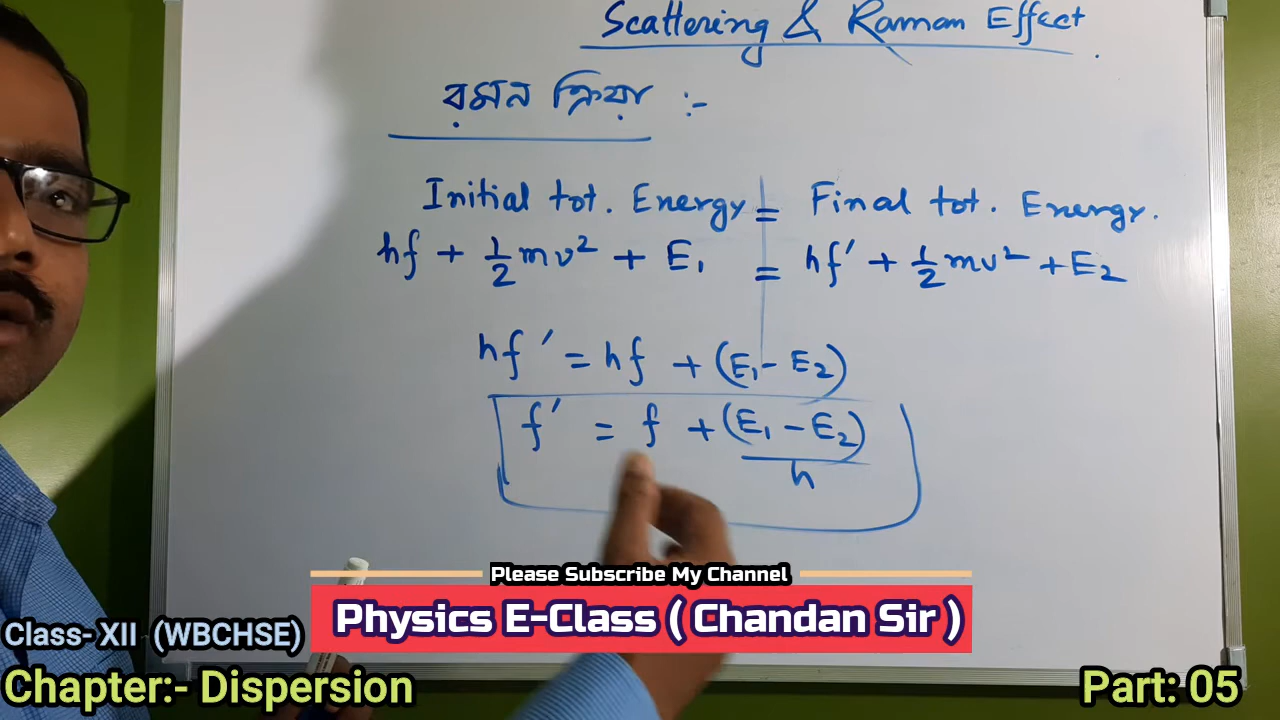 Scattering & Raman Effect
রমন ক্রিয়া :-
Initial tot. Energy = Final tot. Energy.
hf + 1/2 mv² + E₁ = hf' + 1/2 mv² + E₂
hf' = hf + (E₁ - E₂)
f' = f + (E₁ - E₂)/h
Please Subscribe My Channel
Physics E-Class ( Chandan Sir )
Class- XII (WBCHSE)
Chapter:- Dispersion
Part: 05